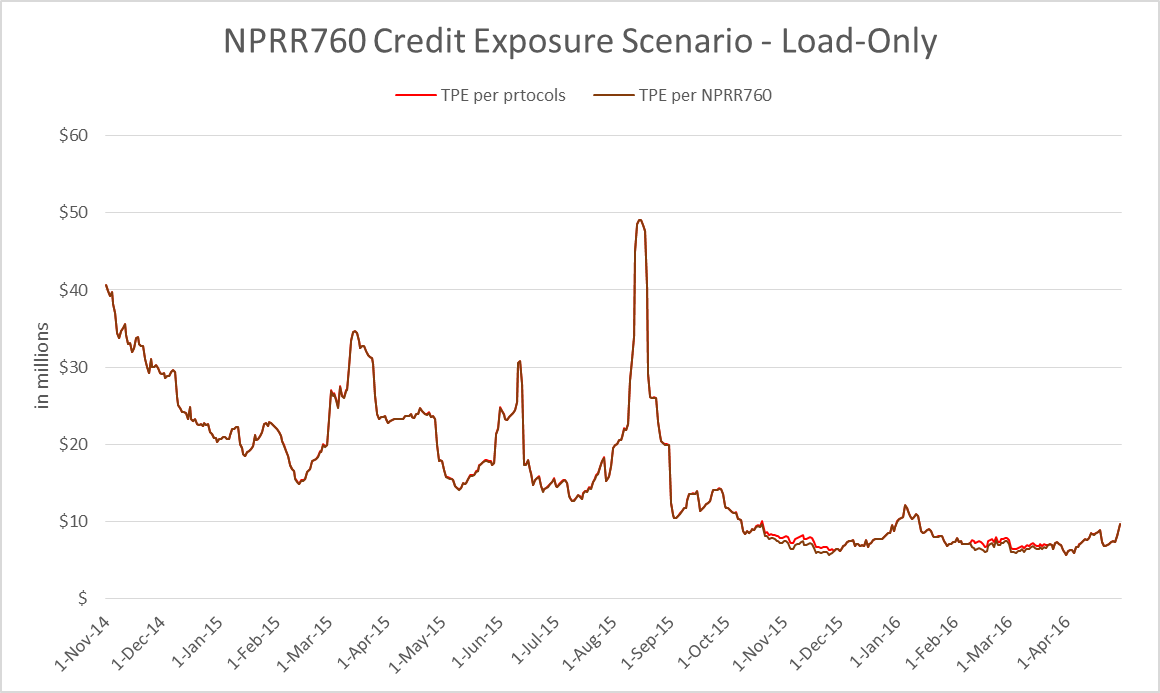 NPRR760 Credit Exposure Scenario - Load-Only
TPE per prtocols
TPE per NPRR760
$60
$50
$40
$30
$20
$10
$
in millions
1-Nov-14
1-Dec-14
1-Jan-15
1-Feb-15
1-Mar-15
1-Apr-15
1-May-15
1-Jun-15
1-Jul-15
1-Aug-15
1-Sep-15
1-Oct-15
1-Nov-15
1-Dec-15
1-Jan-16
1-Feb-16
1-Mar-16
1-Apr-16